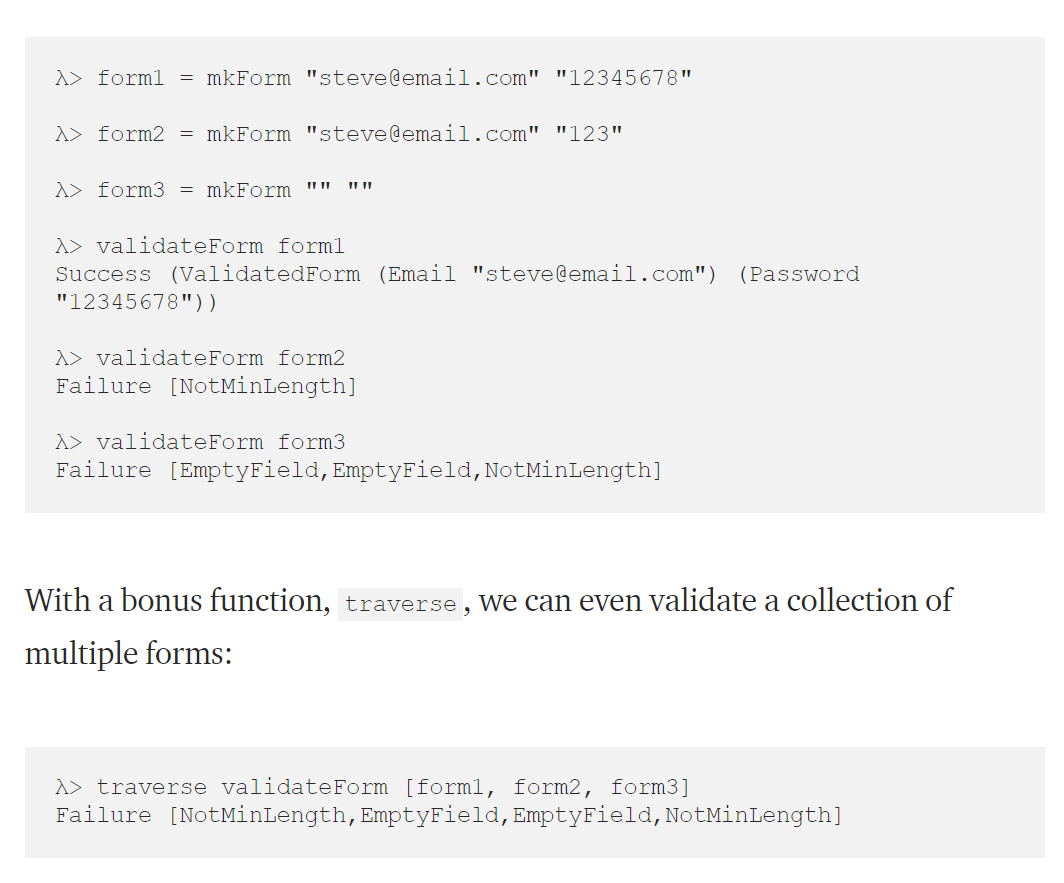 λ> form1 = mkForm "steve@email.com" "12345678"
λ> form2 = mkForm "steve@email.com" "123"
λ> form3 = mkForm "" ""
λ> validateForm form1
Success (ValidatedForm (Email "steve@email.com") (Password
"12345678"))
λ> validateForm form2
Failure [NotMinLength]
λ> validateForm form3
Failure [EmptyField,EmptyField,NotMinLength]
With a bonus function, traverse, we can even validate a collection of
multiple forms:
λ> traverse validateForm [form1, form2, form3]
Failure [NotMinLength,EmptyField,EmptyField,NotMinLength]